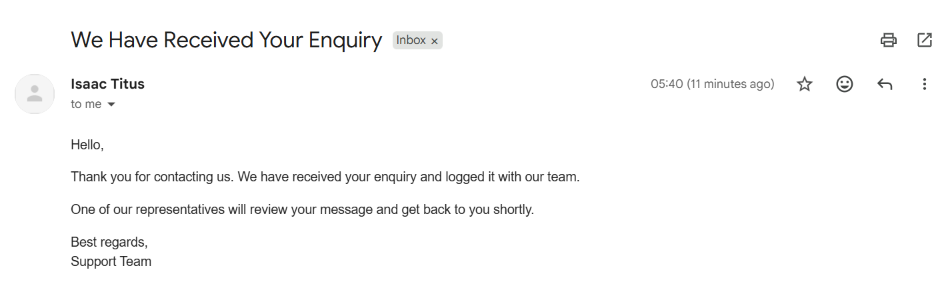 We Have Received Your Enquiry Inbox ×
Isaac Titus 05:40 (11 minutes ago)
to me
Hello,
Thank you for contacting us. We have received your enquiry and logged it with our team.
One of our representatives will review your message and get back to you shortly.
Best regards,
Support Team